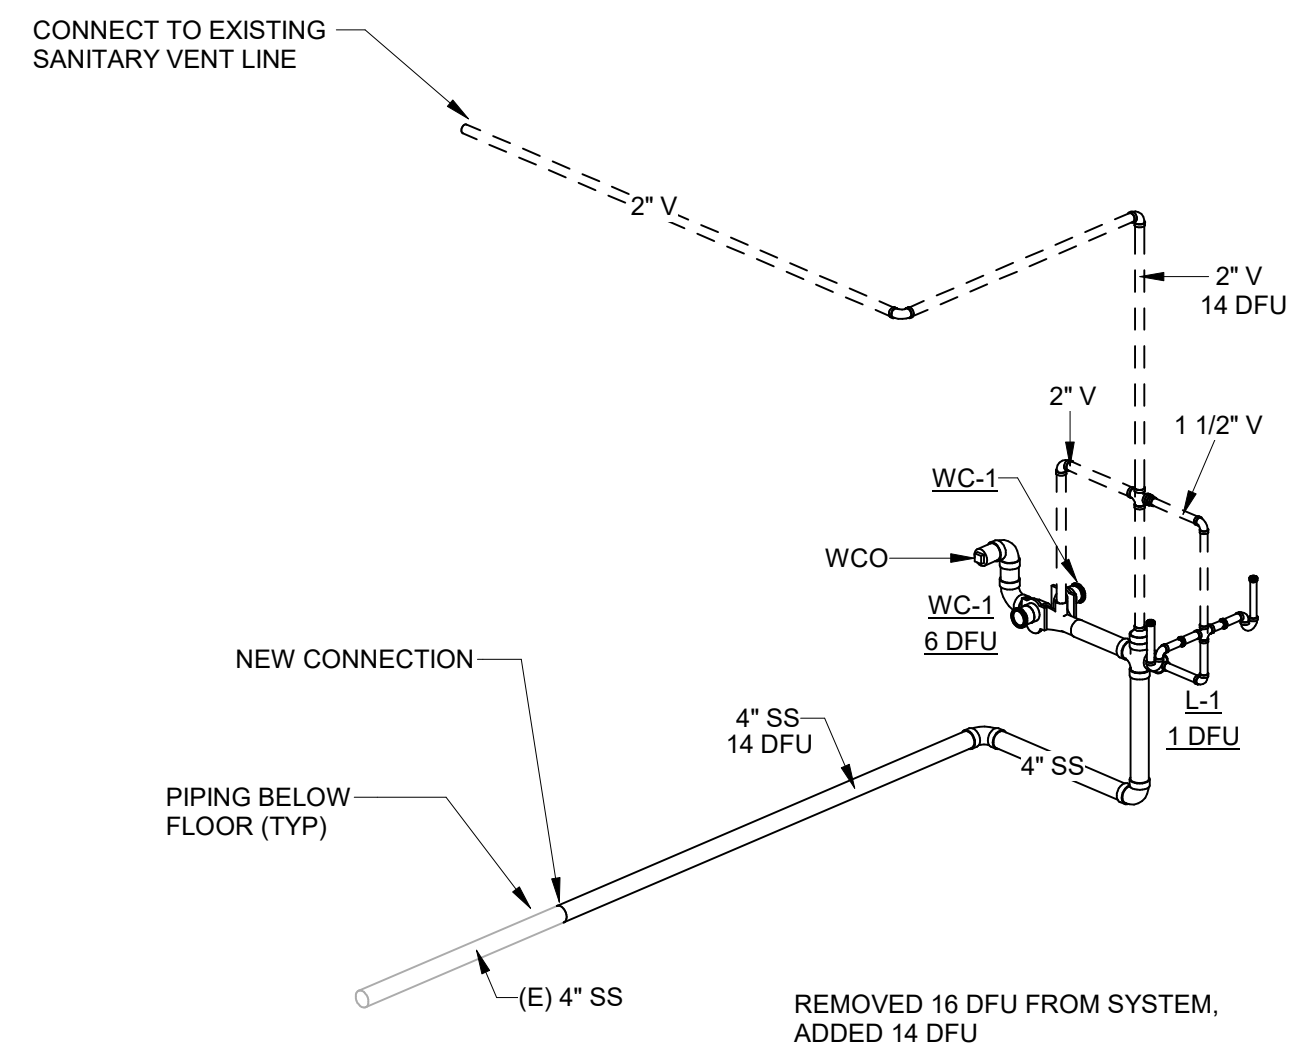 CONNECT TO EXISTING
SANITARY VENT LINE
2" V
2" V
14 DFU
2" V
1 1/2" V
WC-1
WCO
WC-1
6 DFU
NEW CONNECTION
L-1
1 DFU
4" SS
14 DFU
4" SS
PIPING BELOW
FLOOR (TYP)
(E) 4" SS
REMOVED 16 DFU FROM SYSTEM,
ADDED 14 DFU